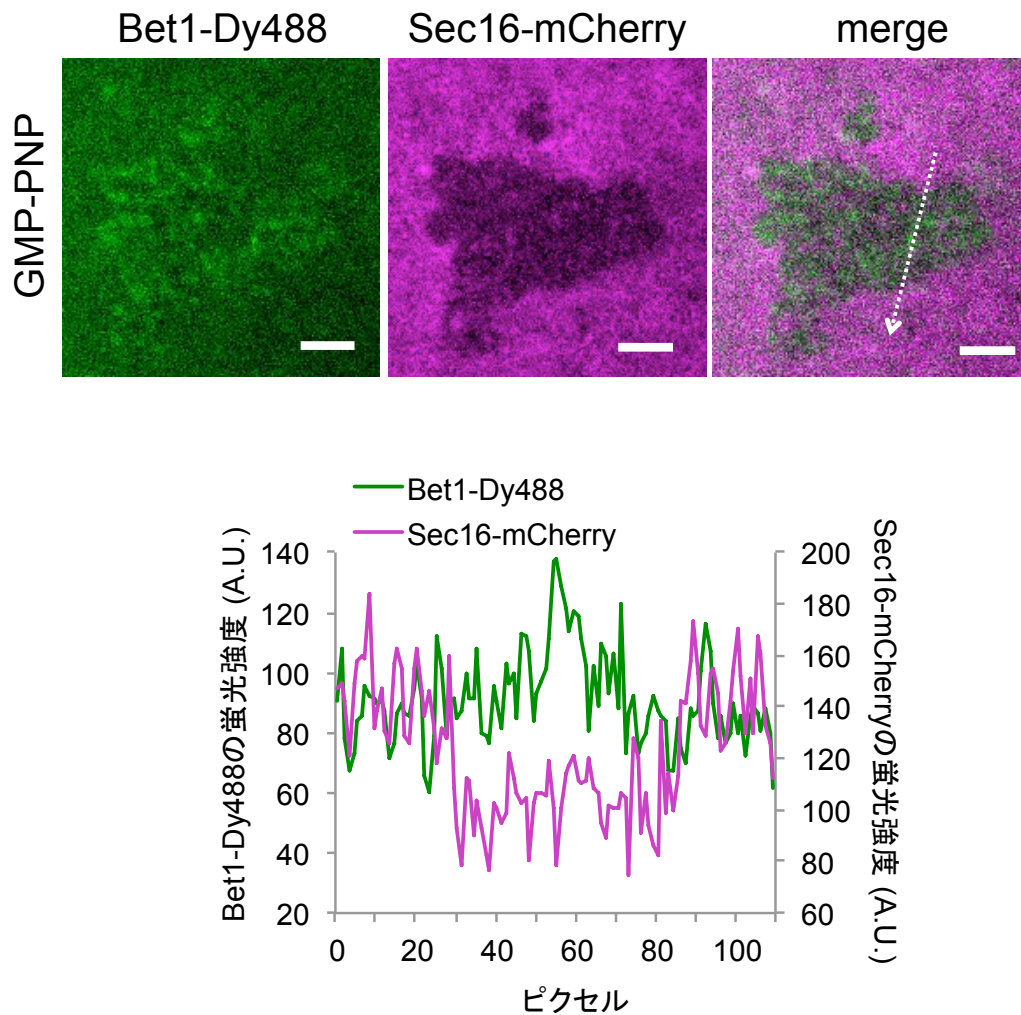 Bet1-Dy488
Sec16-mCherry
merge
GMP-PNP
Bet1-Dy488
Sec16-mCherry
Bet1-Dy488の蛍光強度 (A.U.)
140
120
100
80
60
40
20
200
180
160
140
120
100
80
60
Sec16-mCherryの蛍光強度 (A.U.)
0 20 40 60 80 100
ピクセル